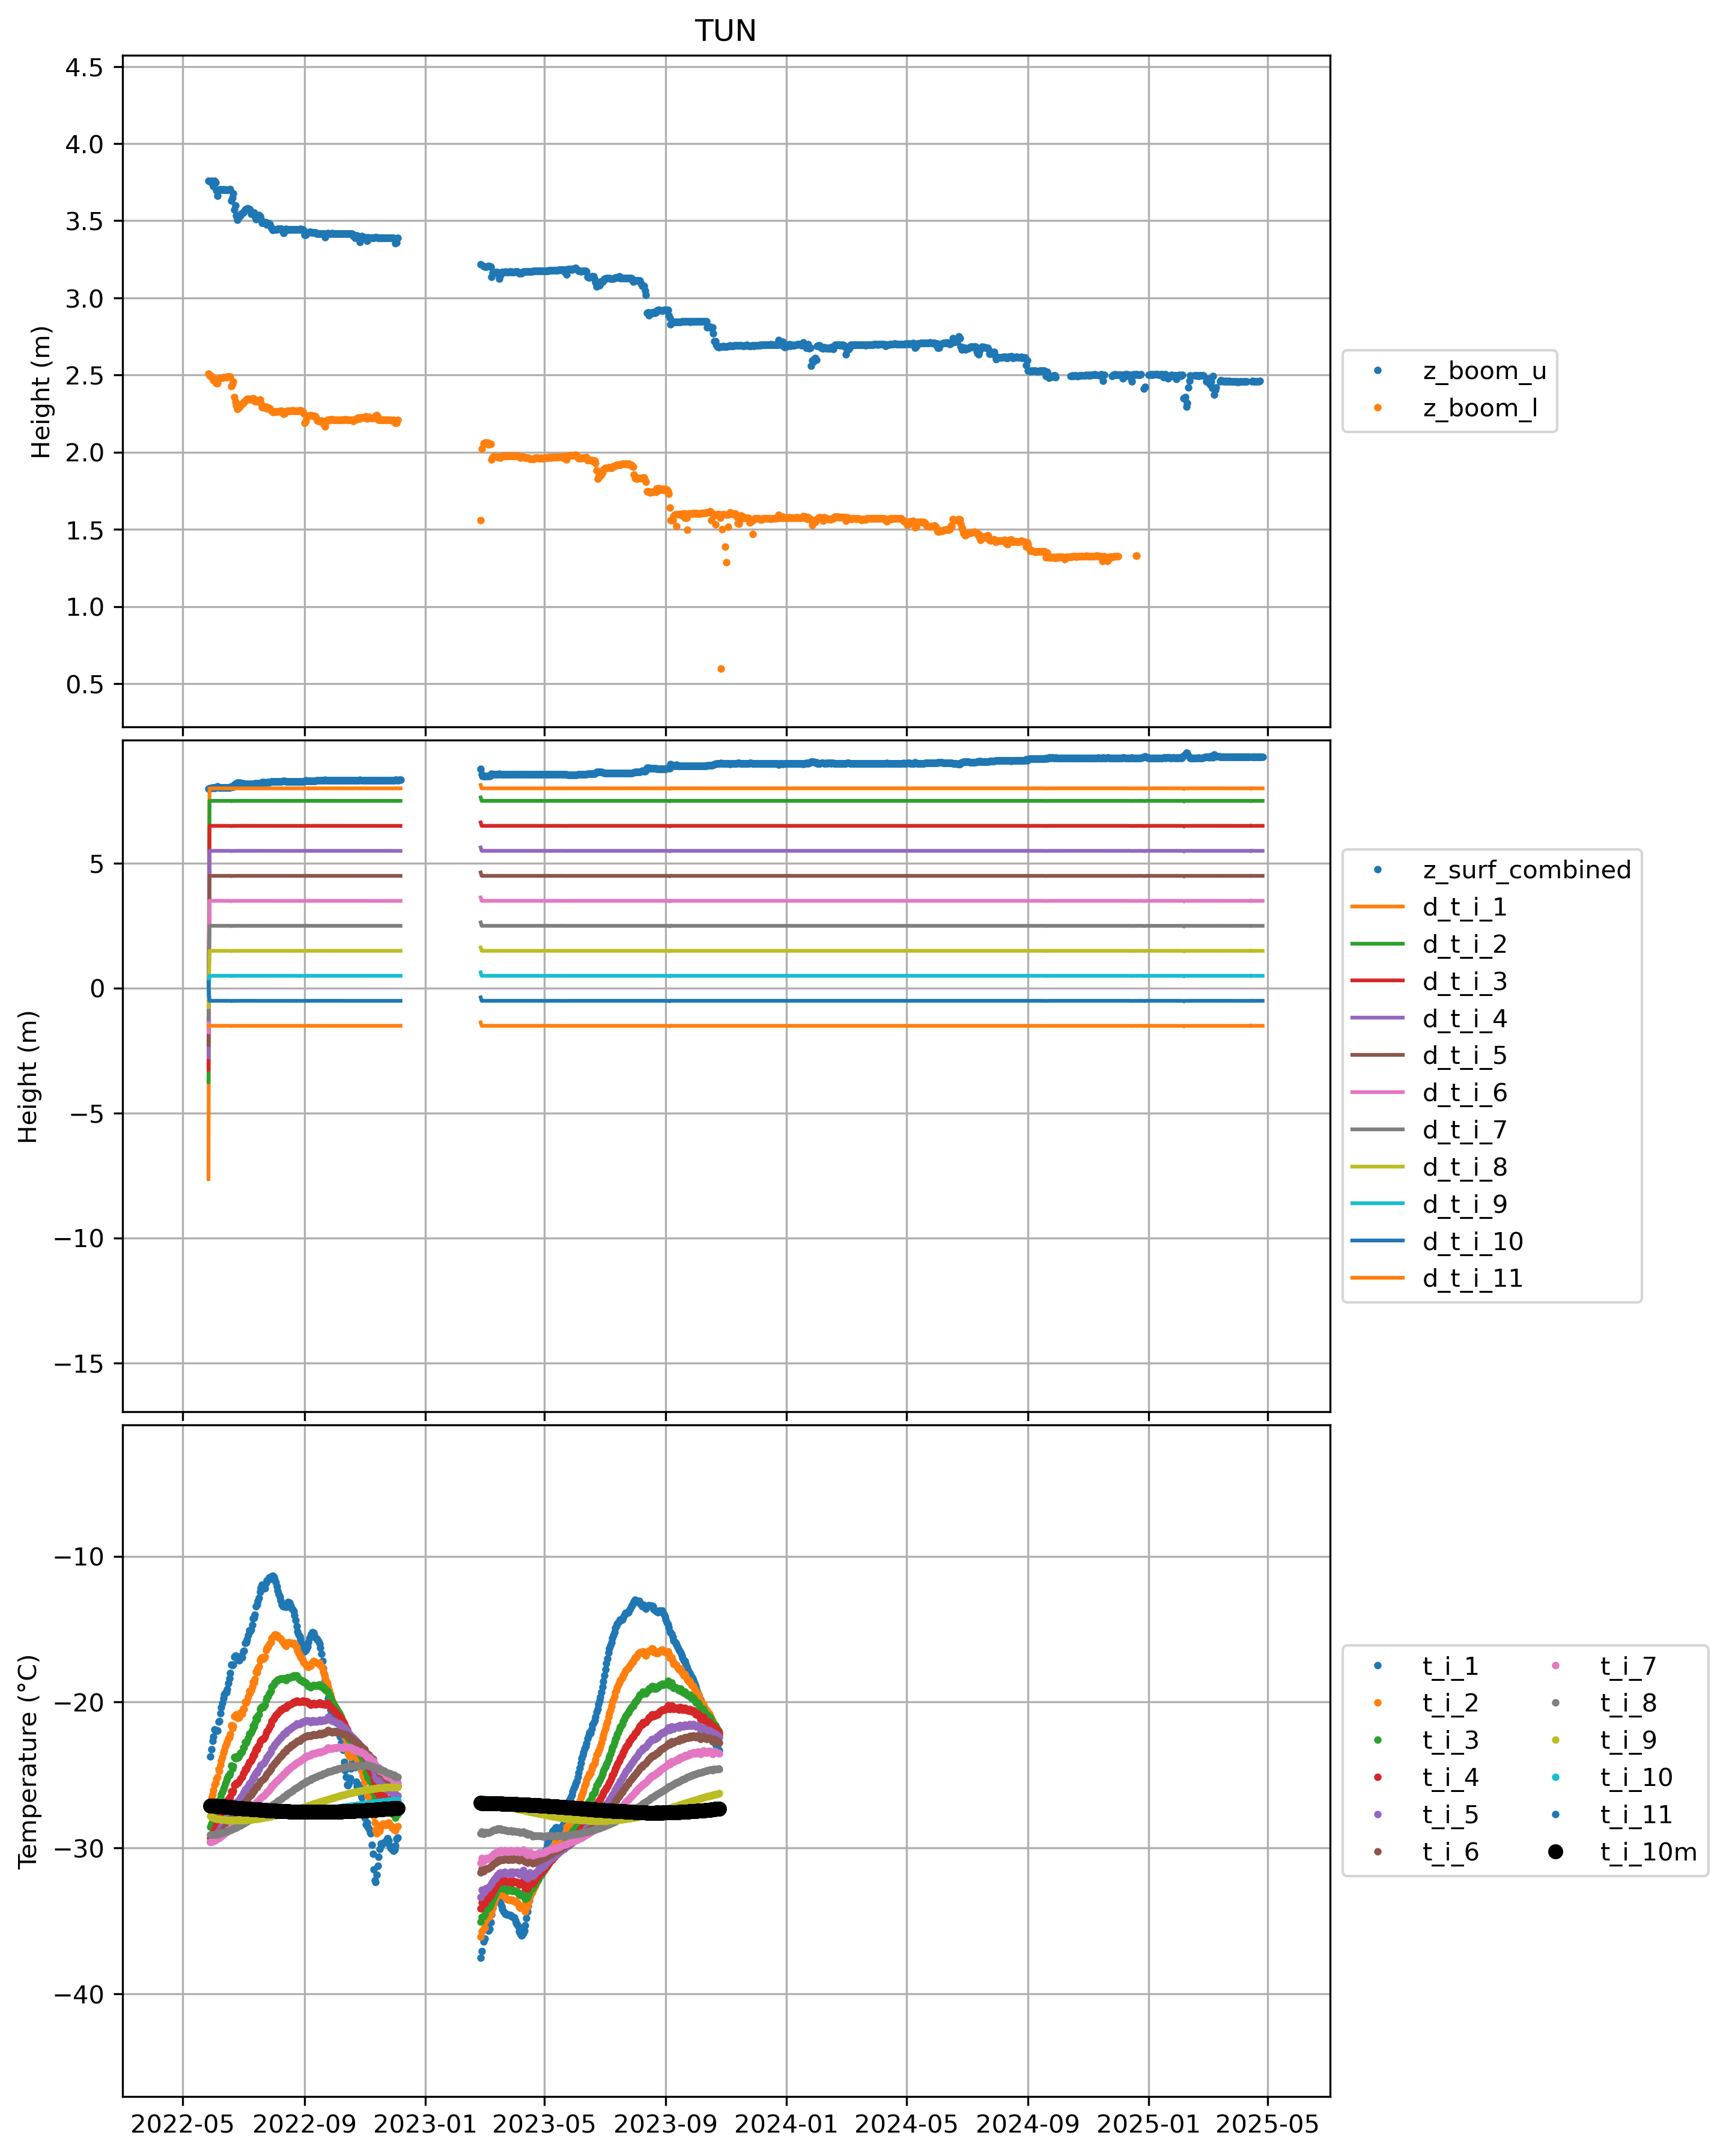 TUN
4.5
4.0
3.5
3.0
2.5
2.0
1.5
1.0
0.5
Height (m)
z_boom_u
z_boom_l
5
0
−5
−10
−15
Height (m)
z_surf_combined
d_t_i_1
d_t_i_2
d_t_i_3
d_t_i_4
d_t_i_5
d_t_i_6
d_t_i_7
d_t_i_8
d_t_i_9
d_t_i_10
d_t_i_11
−10
−20
−30
−40
Temperature (°C)
t_i_1
t_i_2
t_i_3
t_i_4
t_i_5
t_i_6
t_i_7
t_i_8
t_i_9
t_i_10
t_i_11
t_i_10m
2022-05 2022-09 2023-01 2023-05 2023-09 2024-01 2024-05 2024-09 2025-01 2025-05